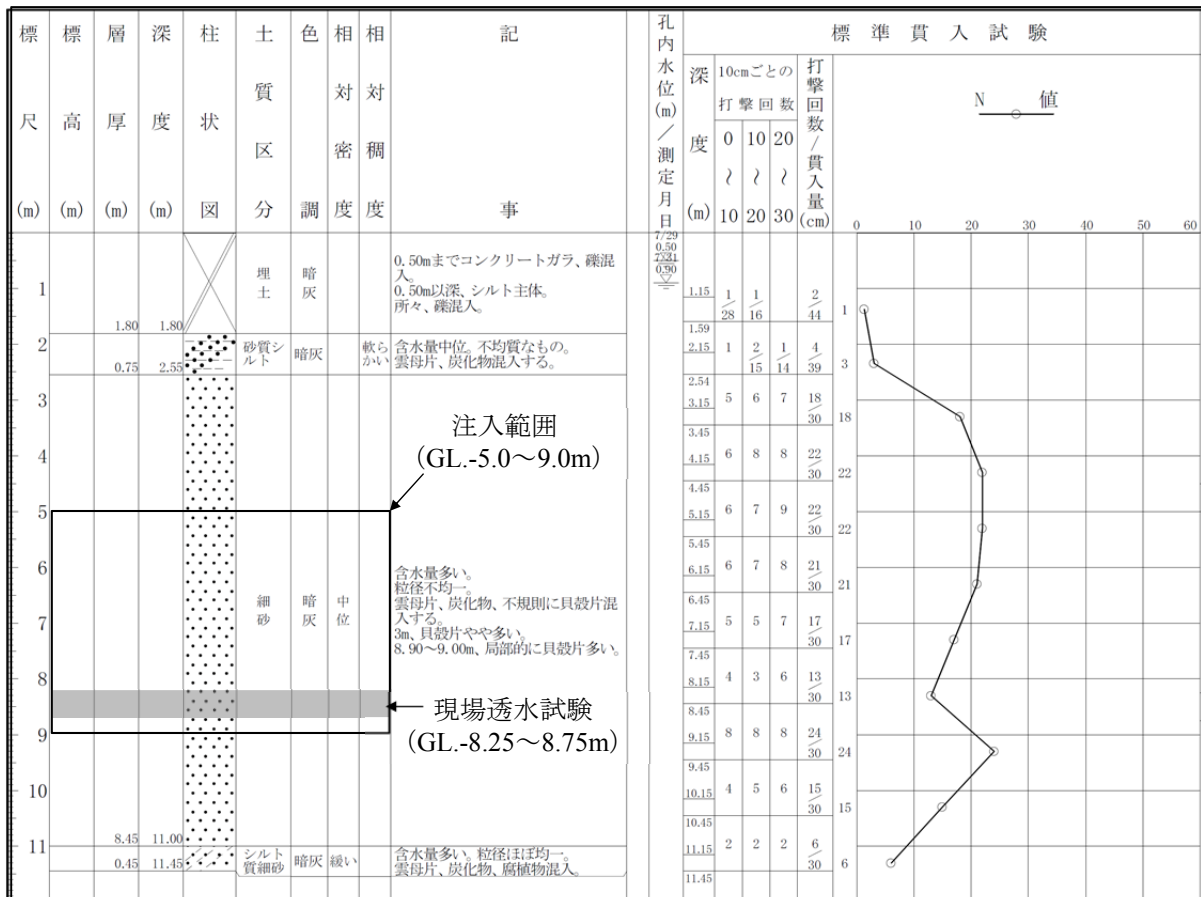 標尺(m)
標高(m)
層厚(m)
深度(m)
柱状図
土質区分
色調
相対密度
相対稠度
記事
孔内水位(m)/測定月日
標準貫入試験
深度(m)
10cmごとの
打撃回数
0 10 20
~ ~ ~
10 20 30
打撃回数/貫入量(cm)
N 値
0 10 20 30 40 50 60
7/29
0.50
7/31
0.90
1
1.80 1.80
埋土
暗灰
0.50mまでコンクリートガラ、礫混
入。
0.50m以深、シルト主体。
所々、礫混入。
2
0.75 2.55
砂質シ
ルト
暗灰
軟ら
かい
含水量中位。不均質なもの。
雲母片、炭化物混入する。
3
4
5
6
7
8
9
10
注入範囲
(GL.-5.0~9.0m)
細砂
暗灰
中位
含水量多い。
粒径不均一。
雲母片、炭化物、不規則に貝殻片混
入する。
3m、貝殻片やや多い。
8.90~9.00m、局部的に貝殻片多い。
現場透水試験
(GL.-8.25~8.75m)
8.45 11.00
11
0.45 11.45
シルト
質細砂
暗灰
緩い
含水量多い。粒径ほぼ均一。
雲母片、炭化物、腐植物混入。
1.15 1/28 1/16 2/44 1
1.59
2.15 1 2/15 1/14 4/39 3
2.54
3.15 5 6 7 18/30 18
3.45
4.15 6 8 8 22/30 22
4.45
5.15 6 7 9 22/30 22
5.45
6.15 6 7 8 21/30 21
6.45
7.15 5 5 7 17/30 17
7.45
8.15 4 3 6 13/30 13
8.45
9.15 8 8 8 24/30 24
9.45
10.15 4 5 6 15/30 15
10.45
11.15 2 2 2 6/30 6
11.45